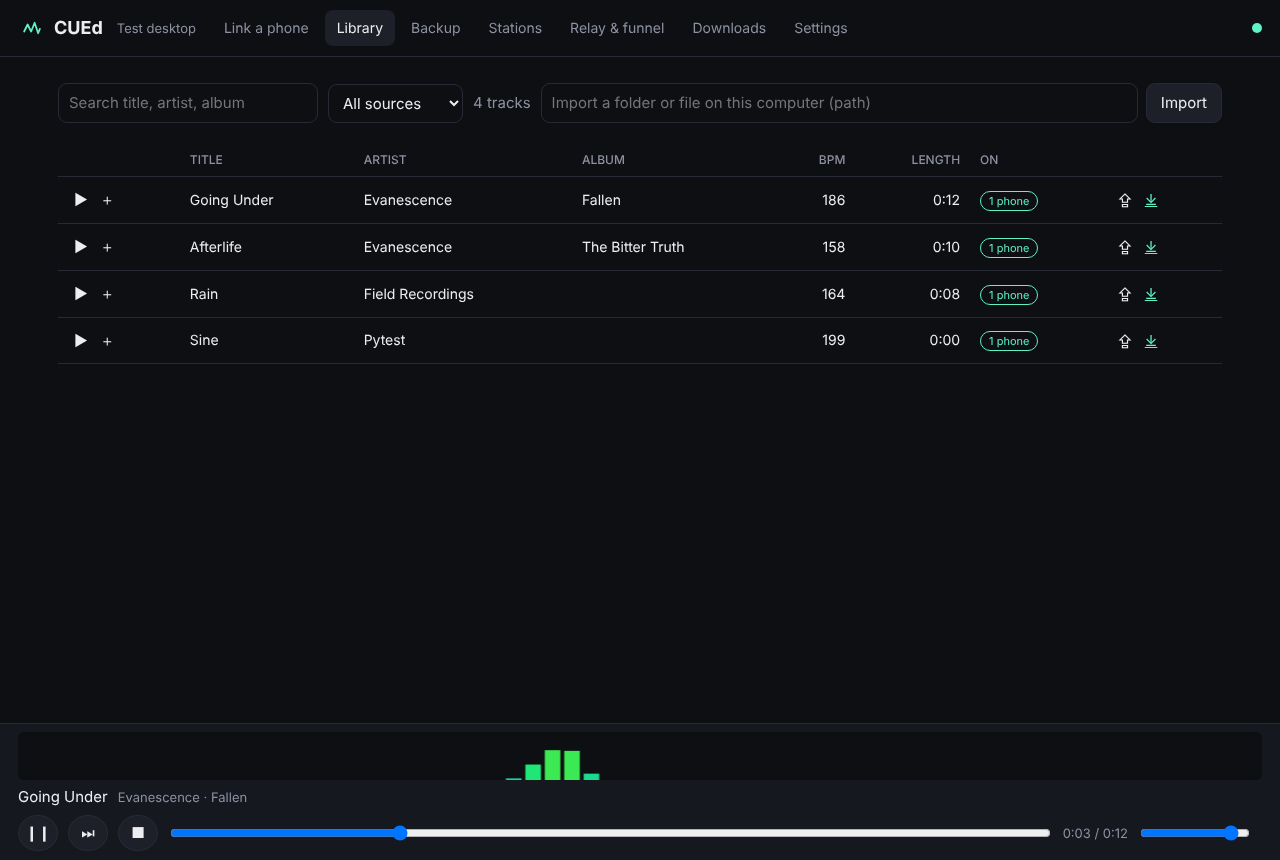 CUEd Test desktop Link a phone Library Backup Stations Relay & funnel Downloads Settings
Search title, artist, album All sources 4 tracks Import a folder or file on this computer (path) Import
TITLE ARTIST ALBUM BPM LENGTH ON
+ Going Under Evanescence Fallen 186 0:12 1 phone
+ Afterlife Evanescence The Bitter Truth 158 0:10 1 phone
+ Rain Field Recordings 164 0:08 1 phone
+ Sine Pytest 199 0:00 1 phone
Going Under Evanescence · Fallen
0:03 / 0:12